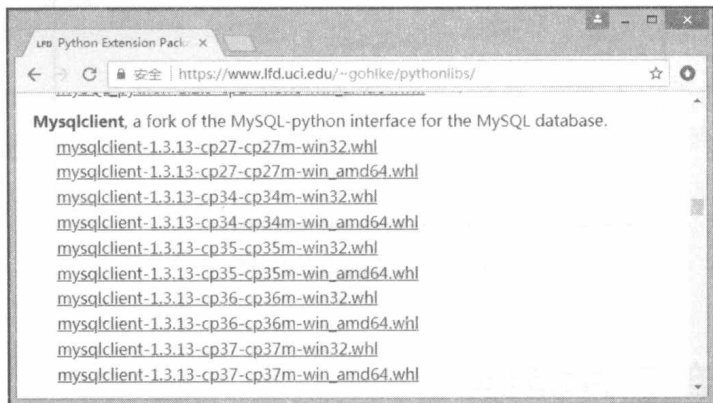 LFD Python Extension Pack
安全 | https://www.lfd.uci.edu/~gohlke/pythonlibs/
Mysqlclient, a fork of the MySQL-python interface for the MySQL database.
mysqlclient-1.3.13-cp27-cp27m-win32.whl
mysqlclient-1.3.13-cp27-cp27m-win_amd64.whl
mysqlclient-1.3.13-cp34-cp34m-win32.whl
mysqlclient-1.3.13-cp34-cp34m-win_amd64.whl
mysqlclient-1.3.13-cp35-cp35m-win32.whl
mysqlclient-1.3.13-cp35-cp35m-win_amd64.whl
mysqlclient-1.3.13-cp36-cp36m-win32.whl
mysqlclient-1.3.13-cp36-cp36m-win_amd64.whl
mysqlclient-1.3.13-cp37-cp37m-win32.whl
mysqlclient-1.3.13-cp37-cp37m-win_amd64.whl